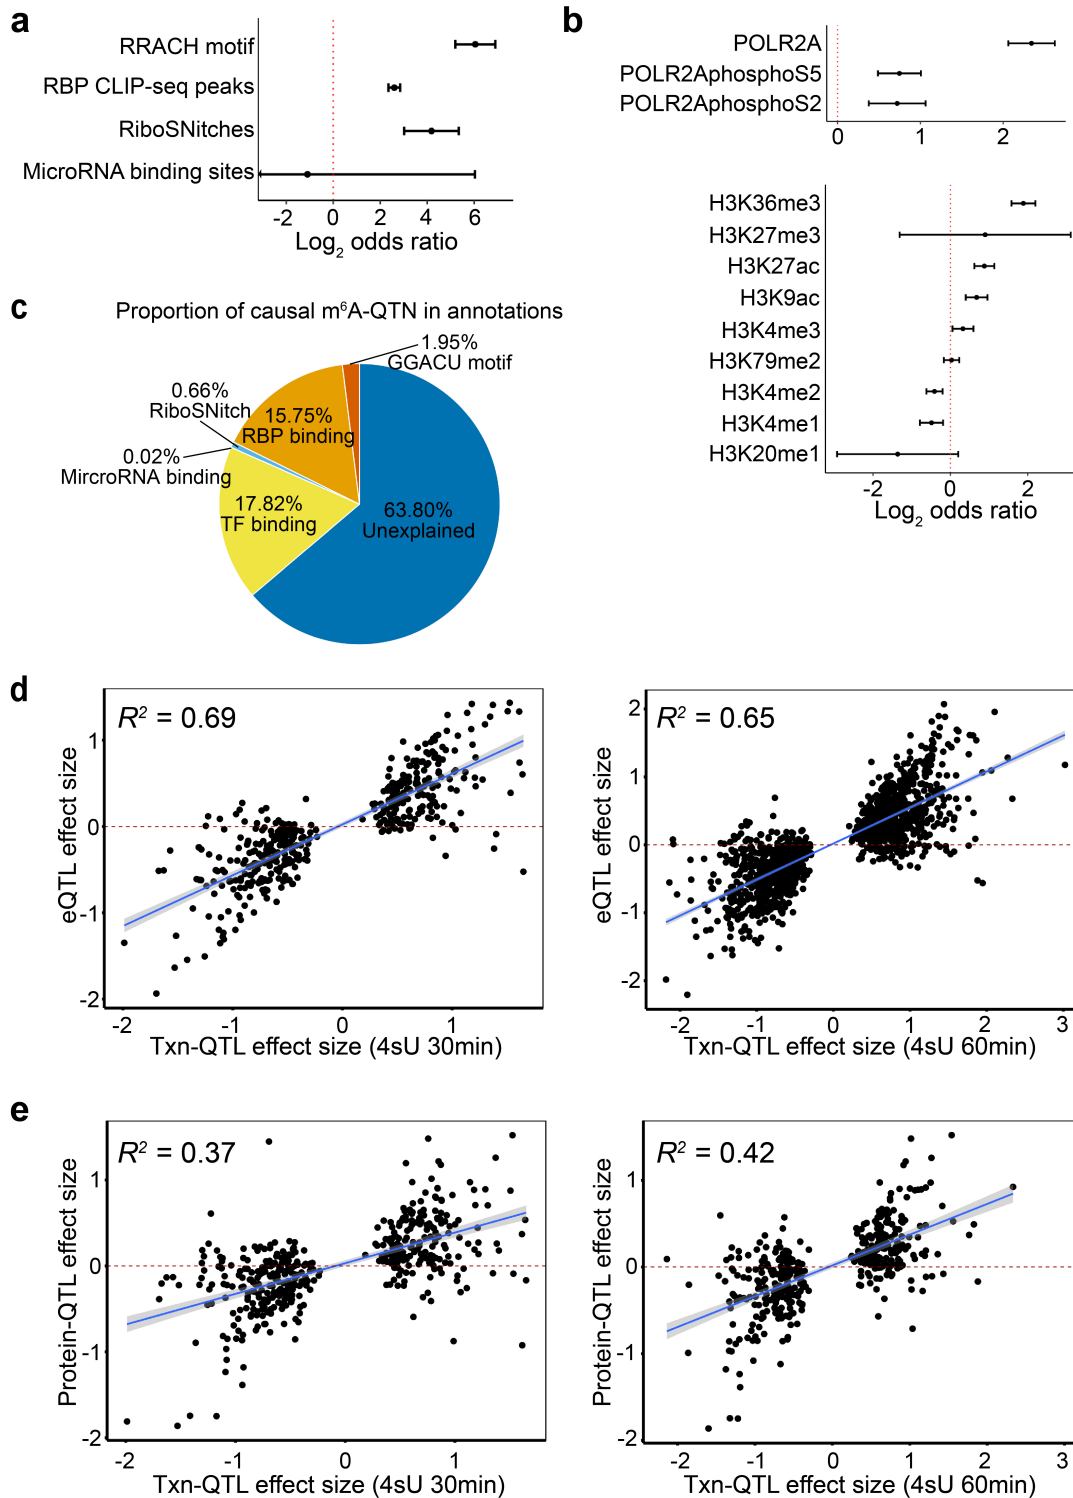 a
RRACH motif
RBP CLIP-seq peaks
RiboSNitches
MicroRNA binding sites
-2 0 2 4 6
Log2 odds ratio
b
POLR2A
POLR2AphosphoS5
POLR2AphosphoS2
0 1 2
H3K36me3
H3K27me3
H3K27ac
H3K9ac
H3K4me3
H3K79me2
H3K4me2
H3K4me1
H3K20me1
-2 0 2
Log2 odds ratio
c
Proportion of causal m6A-QTN in annotations
1.95%
GGACU motif
0.66%
RiboSNitch
15.75%
RBP binding
0.02%
MircroRNA binding
17.82%
TF binding
63.80%
Unexplained
d
R2 = 0.69
eQTL effect size
1
0
-1
-2
-2 -1 0 1
Txn-QTL effect size (4sU 30min)
R2 = 0.65
eQTL effect size
2
1
0
-1
-2
-2 -1 0 1 2 3
Txn-QTL effect size (4sU 60min)
e
R2 = 0.37
Protein-QTL effect size
1
0
-1
-2
-2 -1 0 1
Txn-QTL effect size (4sU 30min)
R2 = 0.42
Protein-QTL effect size
1
0
-1
-2
-2 -1 0 1 2 3
Txn-QTL effect size (4sU 60min)